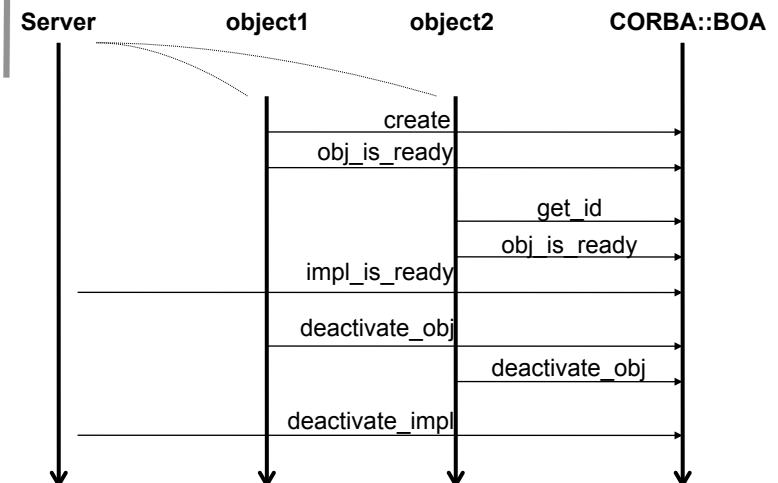 Server object1 object2 CORBA::BOA
create
obj_is_ready
get_id
obj_is_ready
impl_is_ready
deactivate_obj
deactivate_obj
deactivate_impl